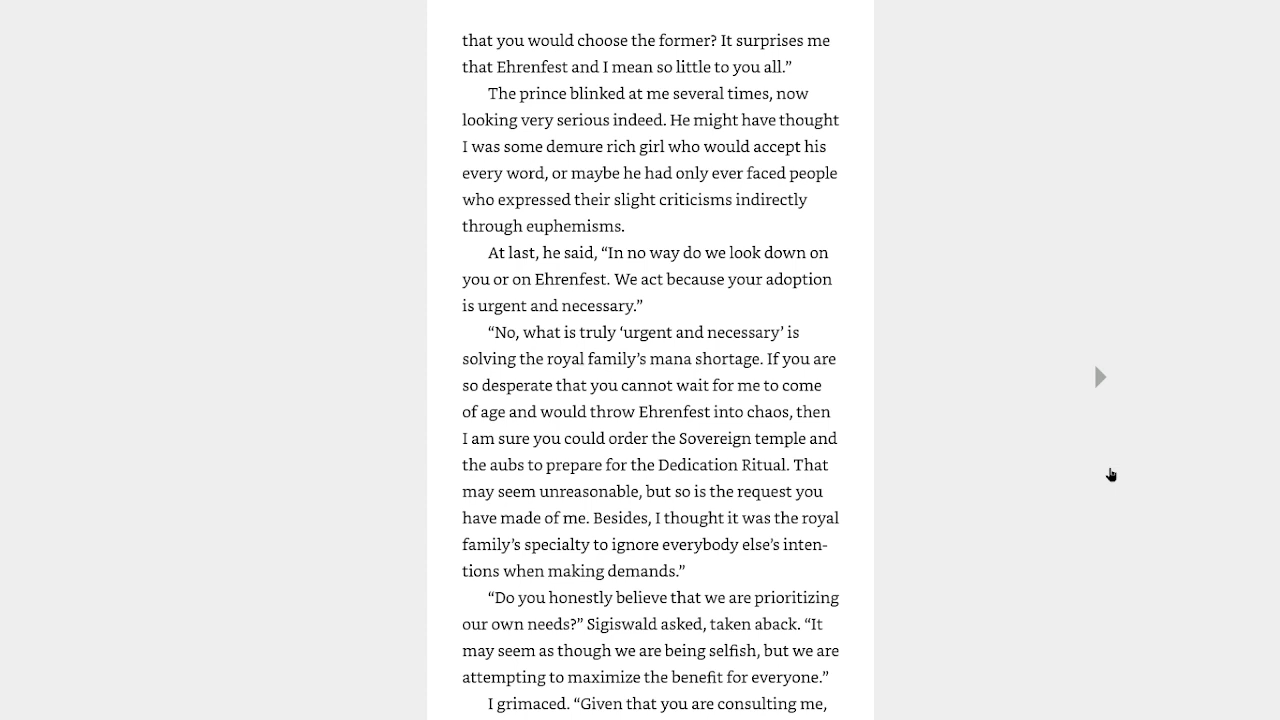 that you would choose the former? It surprises me
that Ehrenfest and I mean so little to you all.”
The prince blinked at me several times, now
looking very serious indeed. He might have thought
I was some demure rich girl who would accept his
every word, or maybe he had only ever faced people
who expressed their slight criticisms indirectly
through euphemisms.
At last, he said, “In no way do we look down on
you or on Ehrenfest. We act because your adoption
is urgent and necessary.”
“No, what is truly ‘urgent and necessary’ is
solving the royal family’s mana shortage. If you are
so desperate that you cannot wait for me to come
of age and would throw Ehrenfest into chaos, then
I am sure you could order the Sovereign temple and
the aubs to prepare for the Dedication Ritual. That
may seem unreasonable, but so is the request you
have made of me. Besides, I thought it was the royal
family’s specialty to ignore everybody else’s inten-
tions when making demands.”
“Do you honestly believe that we are prioritizing
our own needs?” Sigiswald asked, taken aback. “It
may seem as though we are being selfish, but we are
attempting to maximize the benefit for everyone.”
I grimaced. “Given that you are consulting me,